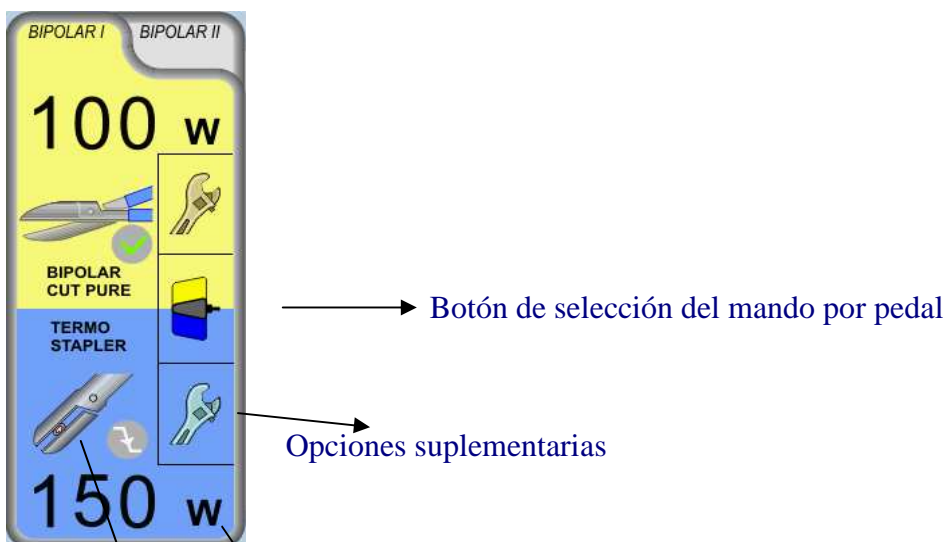 BIPOLAR I BIPOLAR II
100 W
BIPOLAR
CUT PURE
Botón de selección del mando por pedal
TERMO
STAPLER
Opciones suplementarias
150 W